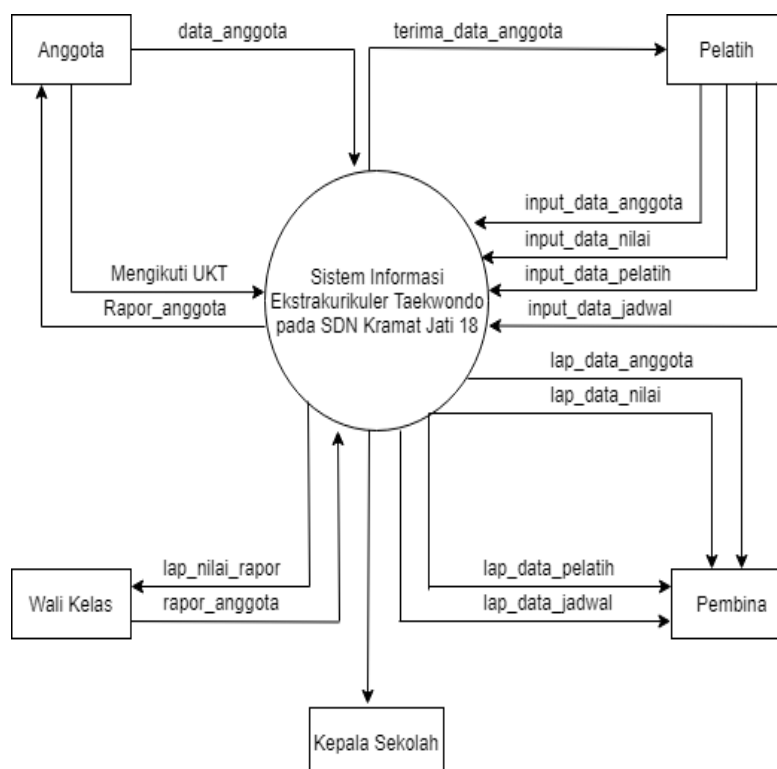 data_anggota
terima_data_anggota
Anggota
Pelatih
input_data_anggota
input_data_nilai
input_data_pelatih
input_data_jadwal
Mengikuti UKT
Rapor_anggota
Sistem Informasi
Ekstrakurikuler Taekwondo
pada SDN Kramat Jati 18
lap_data_anggota
lap_data_nilai
lap_nilai_rapor
rapor_anggota
Wali Kelas
lap_data_pelatih
lap_data_jadwal
Pembina
Kepala Sekolah